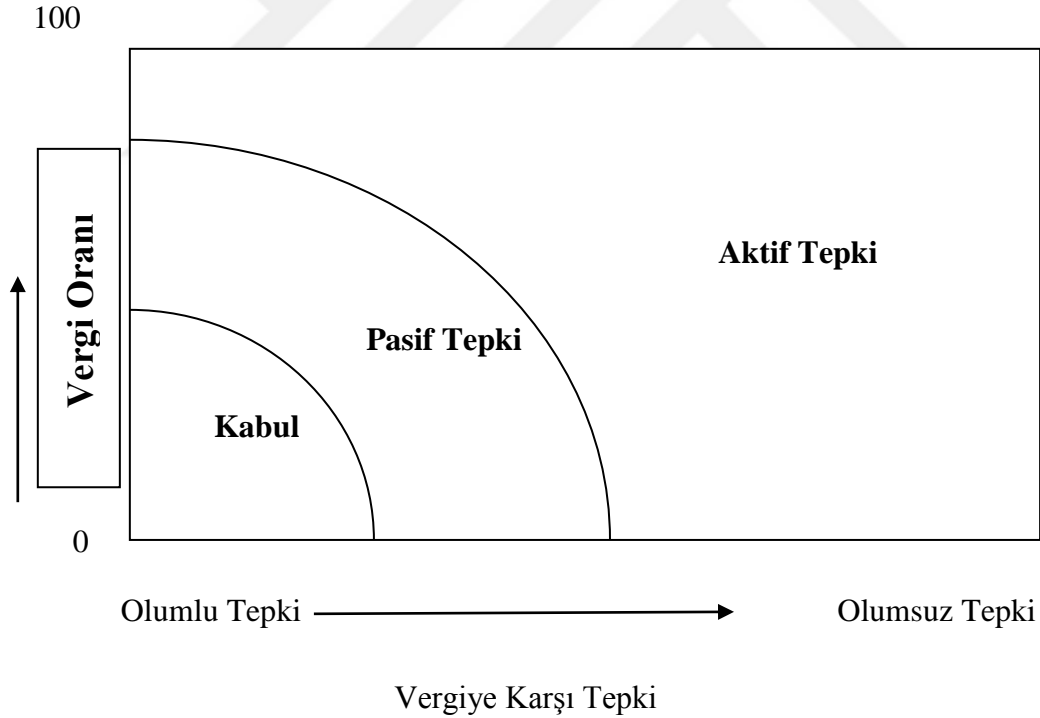 100
Vergi Oranı
Aktif Tepki
Pasif Tepki
Kabul
0
Olumlu Tepki
Olumsuz Tepki
Vergiye Karşı Tepki